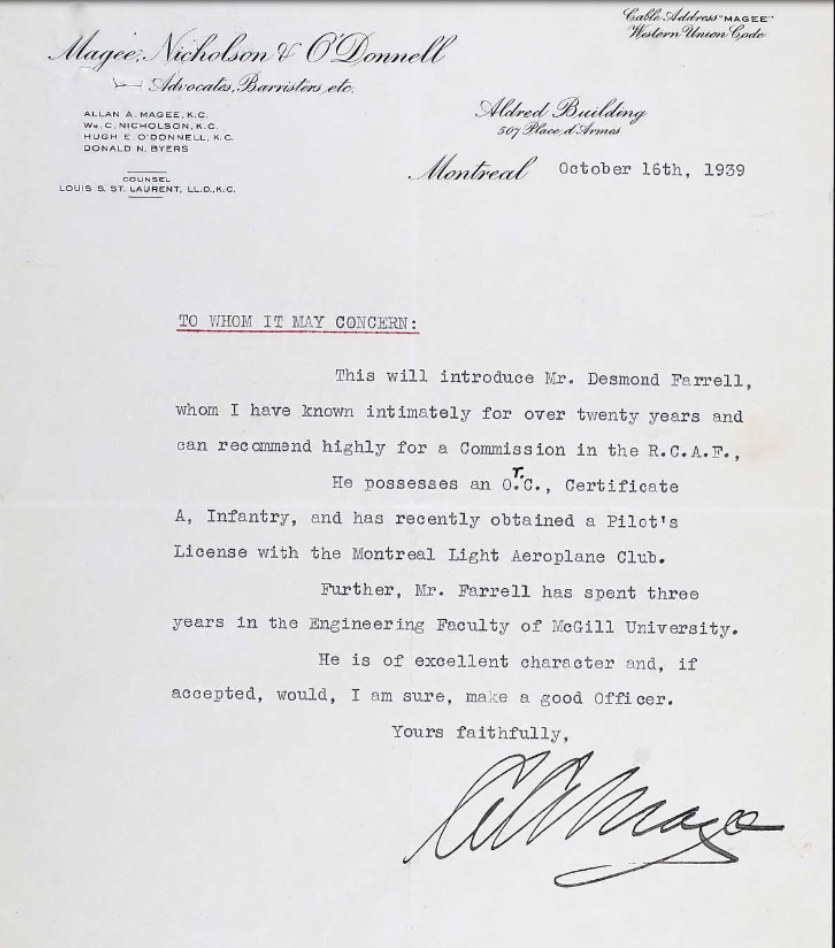 Cable Address "MAGEE"
Western Union Code
Magee, Nicholson & O'Donnell
Advocates, Barristers, etc.
ALLAN A. MAGEE, K.C.
Wm. C. NICHOLSON, K.C.
HUGH E. O'DONNELL, K.C.
DONALD N. BYERS
COUNSEL
LOUIS S. ST. LAURENT, LL.D., K.C.
Aldred Building
507 Place d'Armes
Montreal October 16th, 1939
TO WHOM IT MAY CONCERN:
This will introduce Mr. Desmond Farrell,
whom I have known intimately for over twenty years and
can recommend highly for a Commission in the R.C.A.F.,
He possesses an O.T.C., Certificate
A, Infantry, and has recently obtained a Pilot's
License with the Montreal Light Aeroplane Club.
Further, Mr. Farrell has spent three
years in the Engineering Faculty of McGill University.
He is of excellent character and, if
accepted, would, I am sure, make a good Officer.
Yours faithfully,
A A Magee